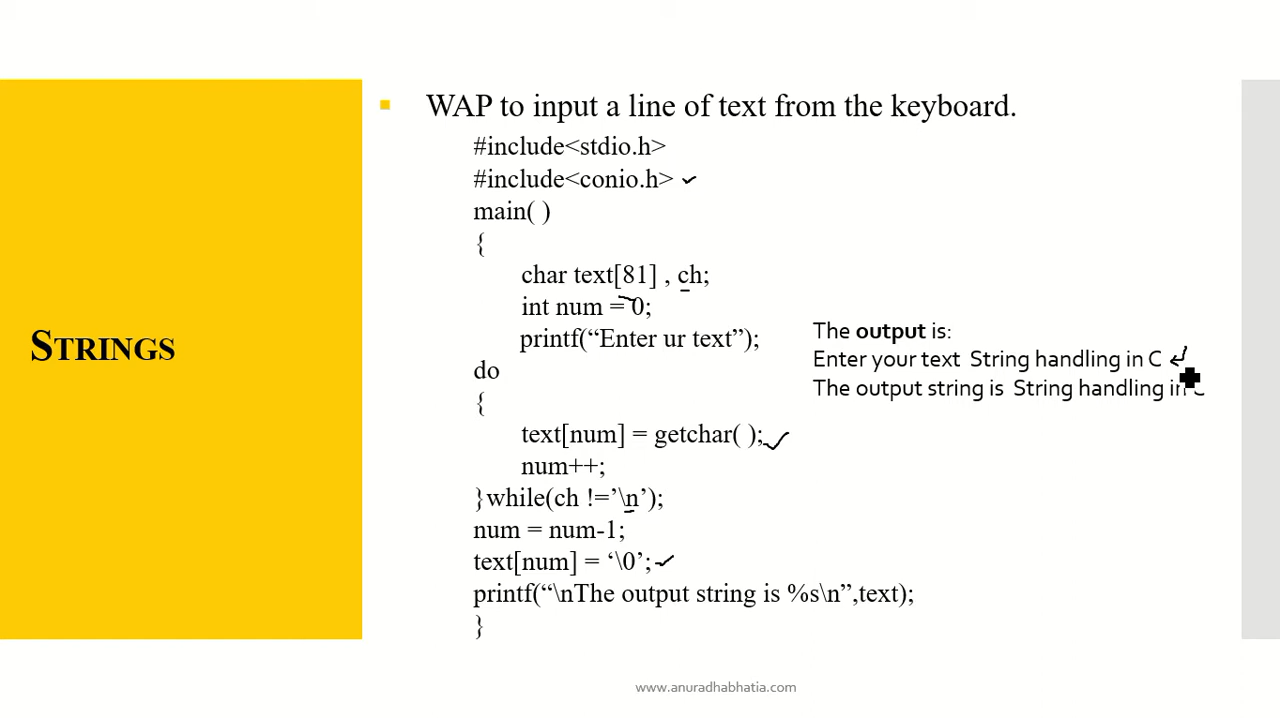 STRINGS
WAP to input a line of text from the keyboard.
#include<stdio.h>
#include<conio.h>
main( )
{
char text[81] , ch;
int num = 0;
printf(“Enter ur text”);
do
{
text[num] = getchar( );
num++;
}while(ch !=’\n’);
num = num-1;
text[num] = ‘\0’;
printf(“\nThe output string is %s\n”,text);
}
The output is:
Enter your text String handling in C
The output string is String handling in C
www.anuradhabhatia.com